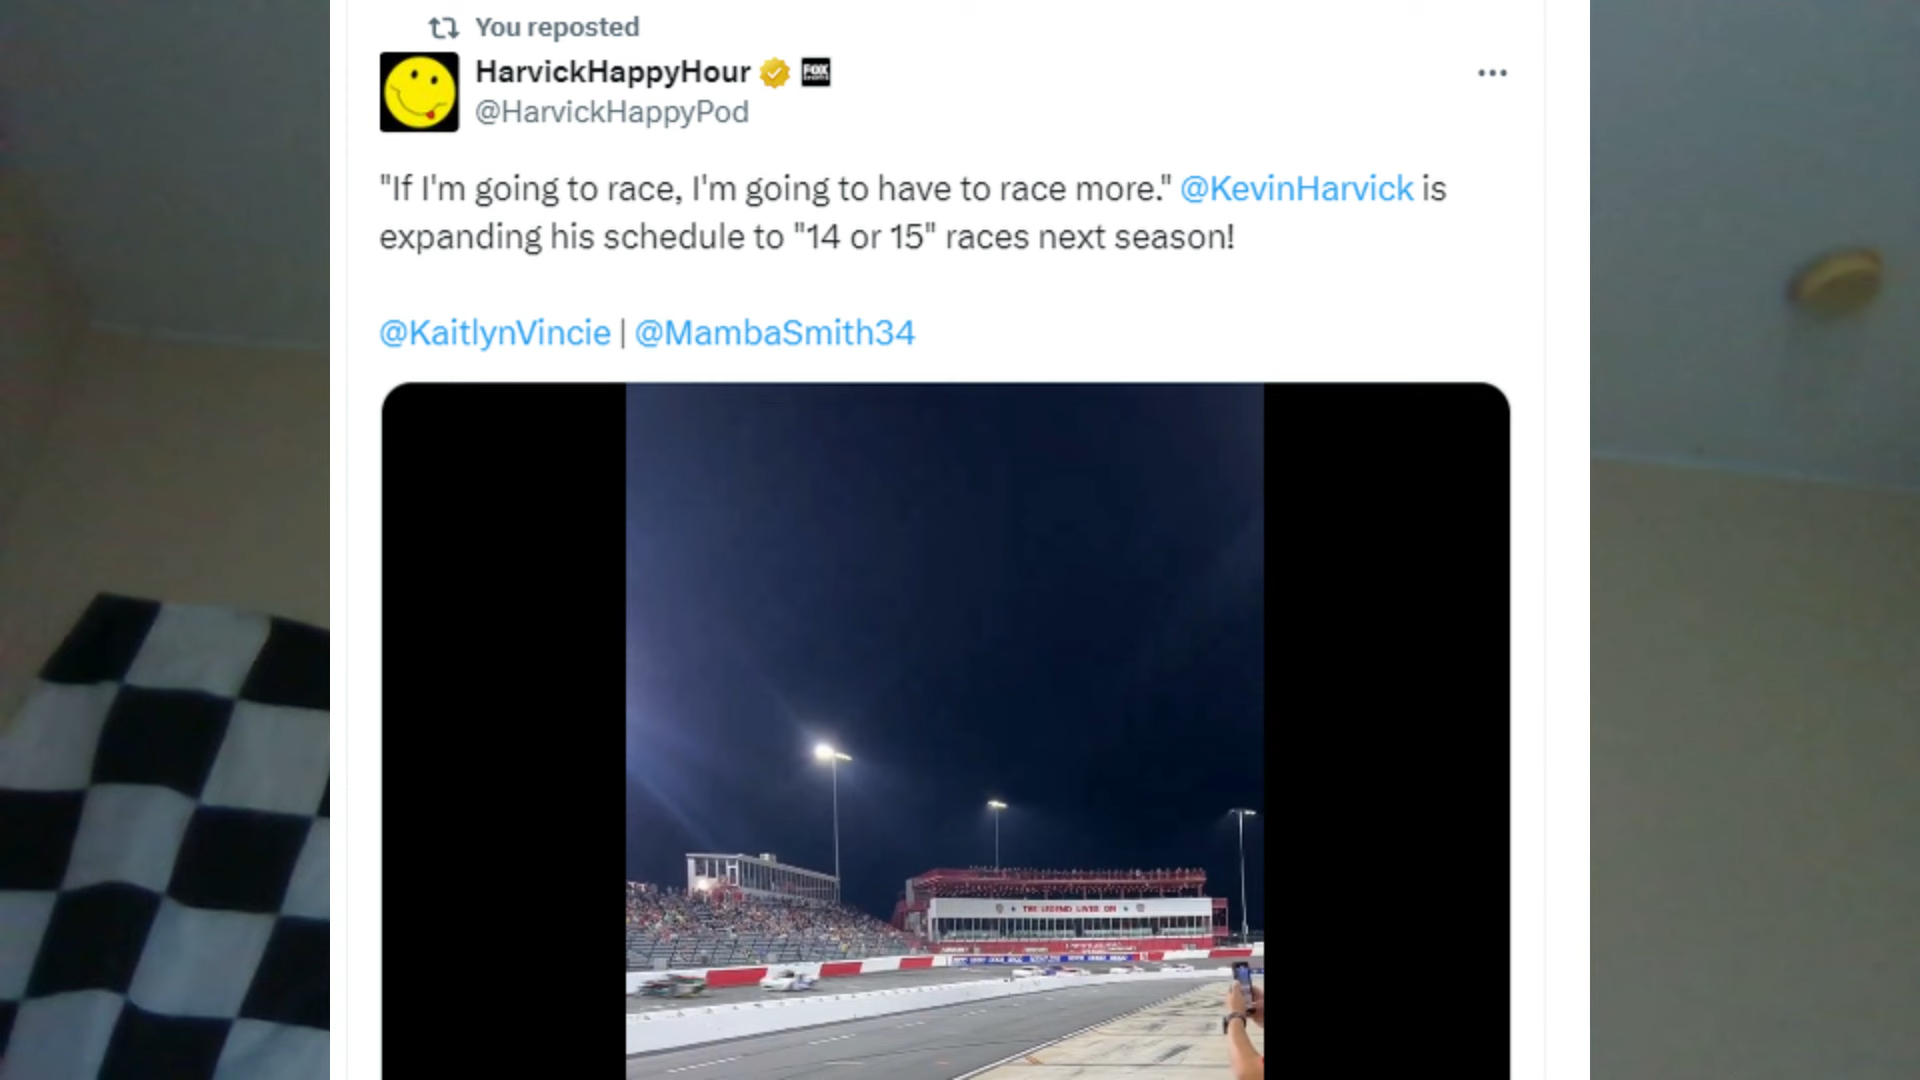 You reposted
HarvickHappyHour FOX
@HarvickHappyPod
"If I'm going to race, I'm going to have to race more." @KevinHarvick is
expanding his schedule to "14 or 15" races next season!
@KaitlynVincie | @MambaSmith34
THE LEGEND LIVES ON